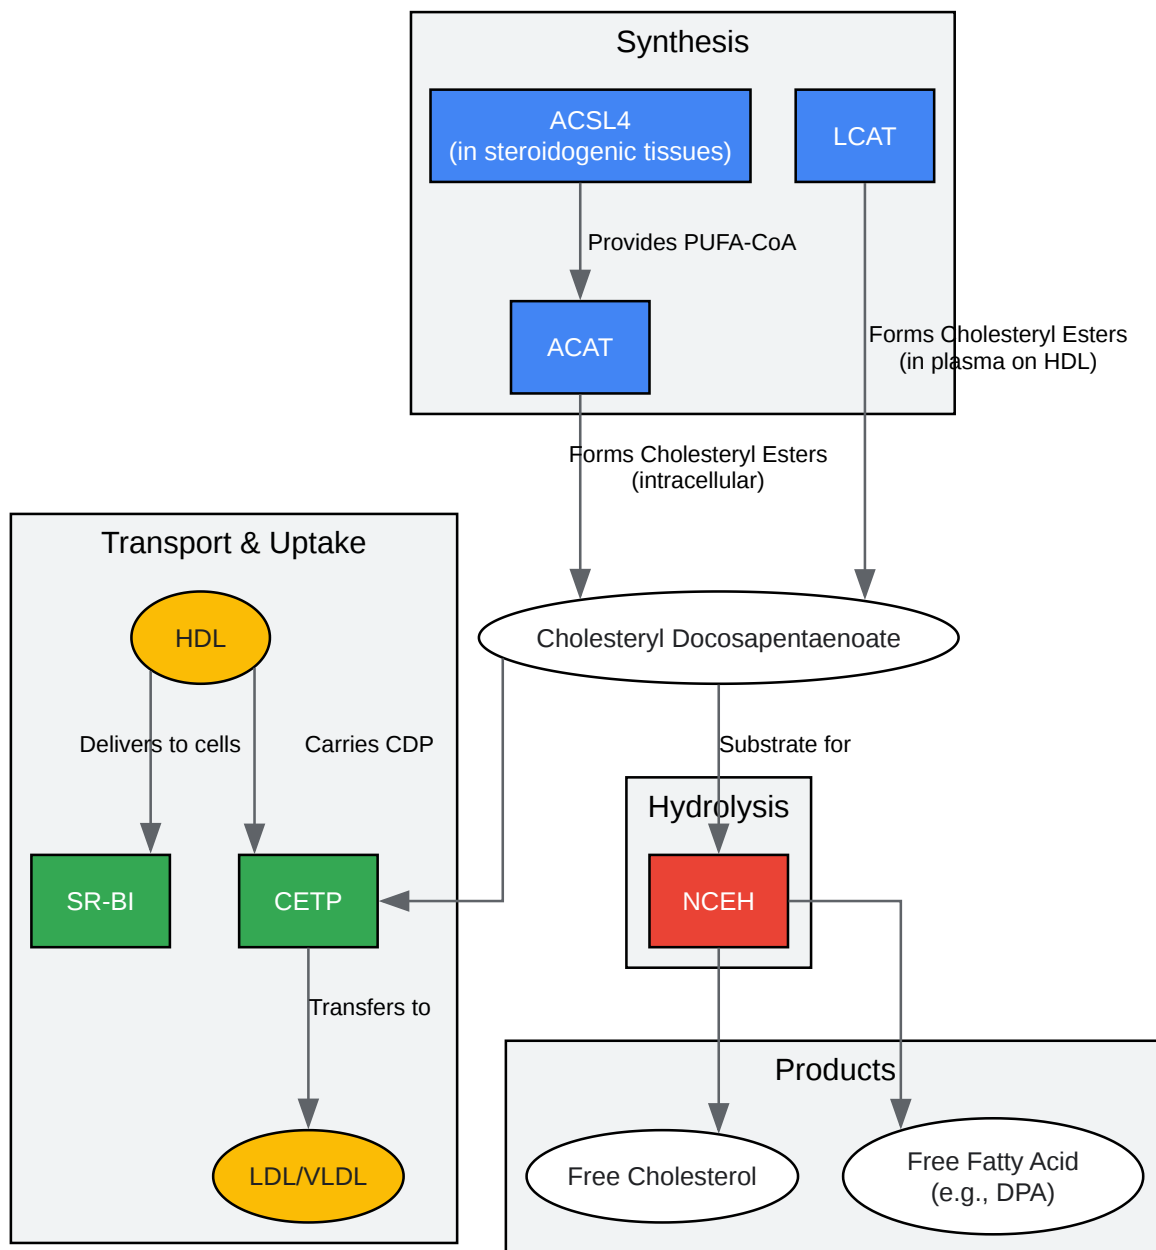 Synthesis
ACSL4
(in steroidogenic tissues)
LCAT
Provides PUFA-CoA
ACAT
Forms Cholesteryl Esters
(in plasma on HDL)
Forms Cholesteryl Esters
(intracellular)
Transport & Uptake
HDL
Cholesteryl Docosapentaenoate
Delivers to cells
Carries CDP
Substrate for
Hydrolysis
SR-BI
CETP
NCEH
Transfers to
Products
LDL/VLDL
Free Cholesterol
Free Fatty Acid
(e.g., DPA)